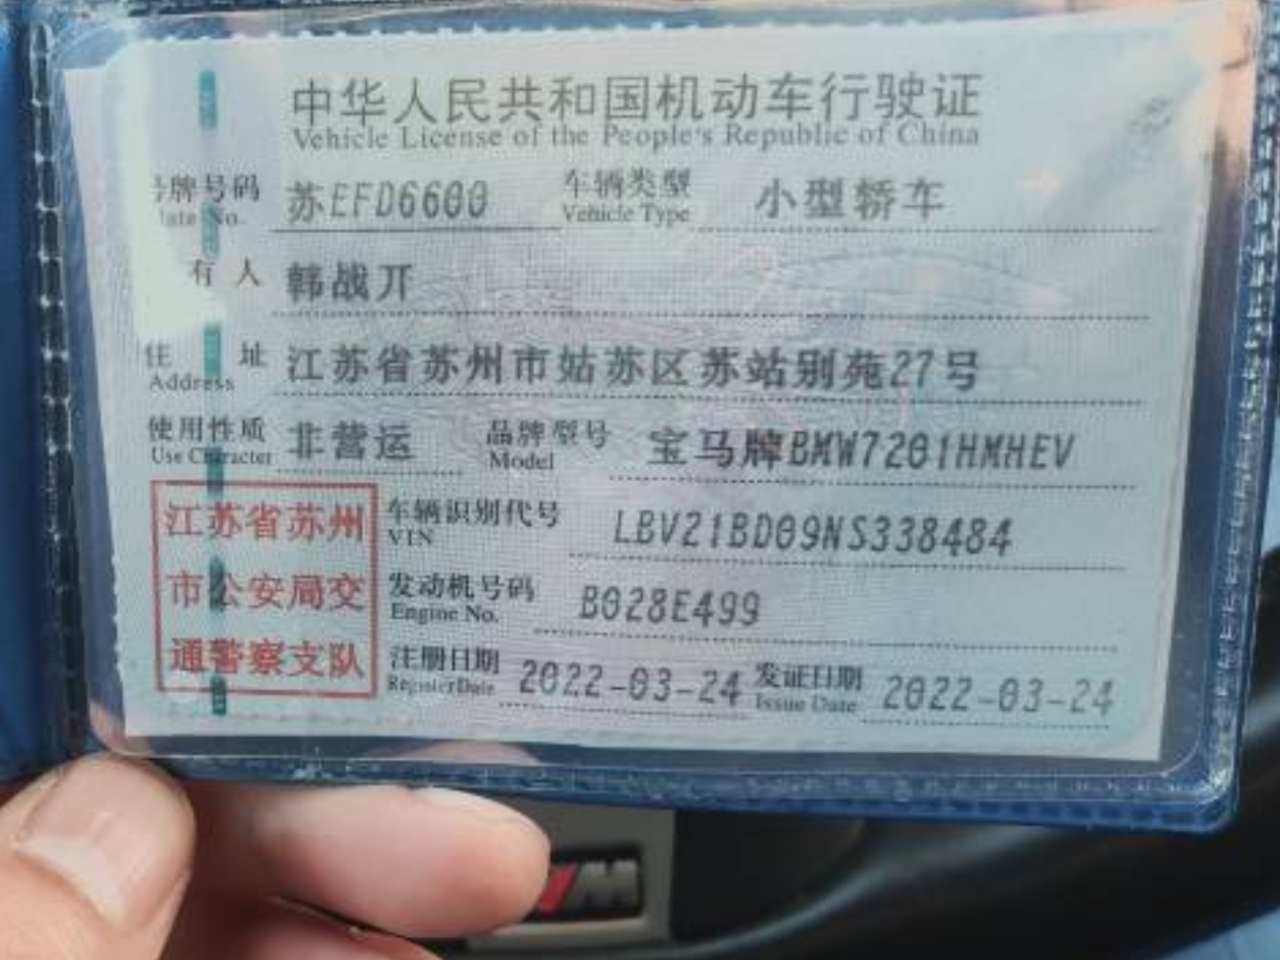 中华人民共和国机动车行驶证
Vehicle License of the People's Republic of China
号牌号码 苏EFD6600 车辆类型 小型轿车
Plate No. Vehicle Type
有人 韩战丌
住址 江苏省苏州市姑苏区苏站别苑27号
Address
使用性质 非营运 品牌型号 宝马牌BMW7201HMHEV
Use Character Model
江苏省苏州 车辆识别代号 LBV21BD09NS338484
VIN
市公安局交 发动机号码 B028E499
Engine No.
通警察支队 注册日期 2022-03-24 发证日期 2022-03-24
Register Date Issue Date
M